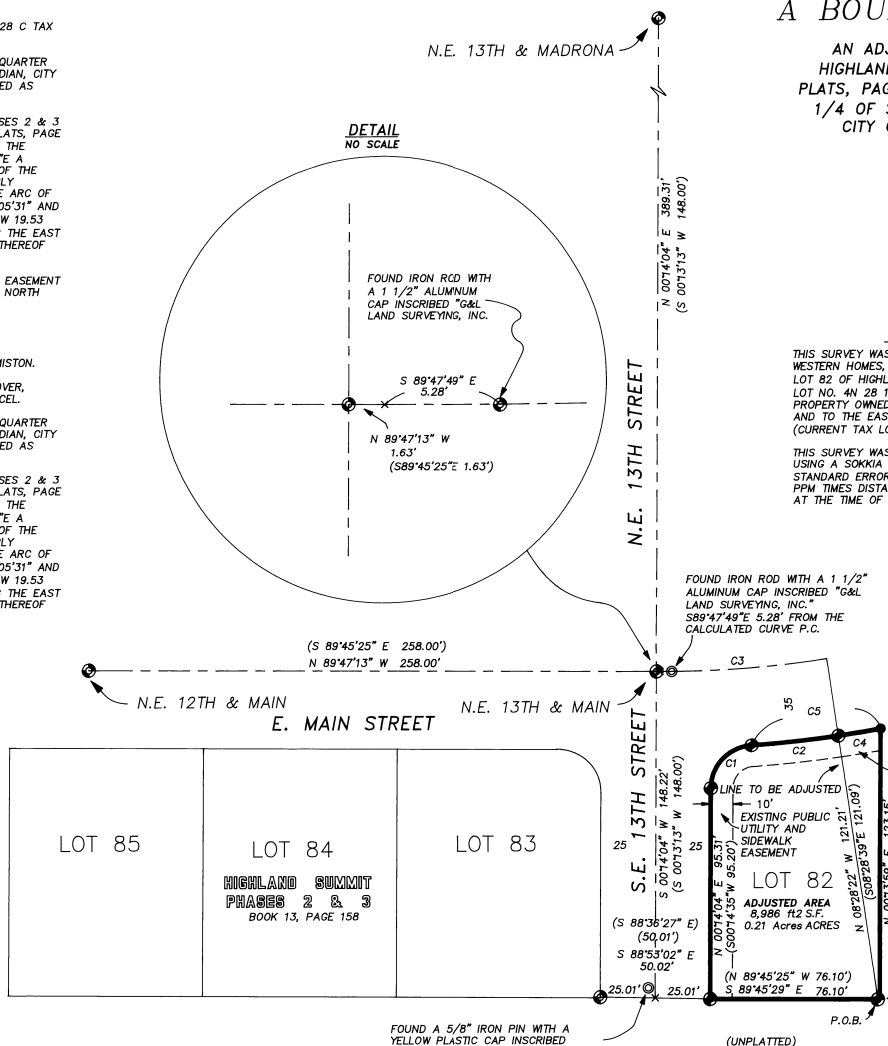 28 C TAX
QUARTER
DIAN, CITY
ED AS
SES 2 & 3
LATS, PAGE
THE
"E A
OF THE
LY
E ARC OF
05'31" AND
W 19.53
THE EAST
THEREOF
EASEMENT
NORTH
MISTON.
OVER,
CEL.
QUARTER
DIAN, CITY
ED AS
SES 2 & 3
LATS, PAGE
THE
"E A
OF THE
LY
E ARC OF
05'31" AND
W 19.53
THE EAST
THEREOF
A BOU
AN ADJ
HIGHLAND
PLATS, PAG
1/4 OF S
CITY O
N.E. 13TH & MADRONA
DETAIL
NO SCALE
FOUND IRON ROD WITH
A 1 1/2" ALUMINUM
CAP INSCRIBED "G&L
LAND SURVEYING, INC.
S 89°47'49" E
5.28'
N 89°47'13" W
1.63'
(S89°45'25"E 1.63')
N 00°14'04" E 389.31'
(S 00°13'13" W 148.00')
N.E. 13TH STREET
THIS SURVEY WAS
WESTERN HOMES,
LOT 82 OF HIGHL
LOT NO. 4N 28 1
PROPERTY OWNED
AND TO THE EAS
(CURRENT TAX LO
THIS SURVEY WAS
USING A SOKKIA
STANDARD ERROR
PPM TIMES DISTA
AT THE TIME OF
FOUND IRON ROD WITH A 1 1/2"
ALUMINUM CAP INSCRIBED "G&L
LAND SURVEYING, INC."
S89°47'49"E 5.28' FROM THE
CALCULATED CURVE P.C.
(S 89°45'25" E 258.00')
N 89°47'13" W 258.00'
C3
N.E. 12TH & MAIN
N.E. 13TH & MAIN
E. MAIN STREET
S.E. 13TH STREET
S 00°14'04" W 148.22'
(S 00°13'13" W 148.00')
35
C5
C1
C2
C4
LINE TO BE ADJUSTED
10'
EXISTING PUBLIC
UTILITY AND
SIDEWALK
EASEMENT
LOT 85
LOT 84
LOT 83
HIGHLAND SUMMIT
PHASES 2 & 3
BOOK 13, PAGE 158
25
25
N 00°14'04" E 95.31'
(S00°14'35"W 95.20')
LOT 82
ADJUSTED AREA
8,986 ft2 S.F.
0.21 Acres ACRES
N 08°28'22" W 121.21'
(S08°28'39"E 121.09')
N 00°13'59" E 123.15'
(S 88°36'27" E)
(50.01')
S 88°53'02" E
50.02'
25.01'
25.01'
(N 89°45'25" W 76.10')
S 89°45'29" E 76.10'
P.O.B.
FOUND A 5/8" IRON PIN WITH A
YELLOW PLASTIC CAP INSCRIBED
(UNPLATTED)